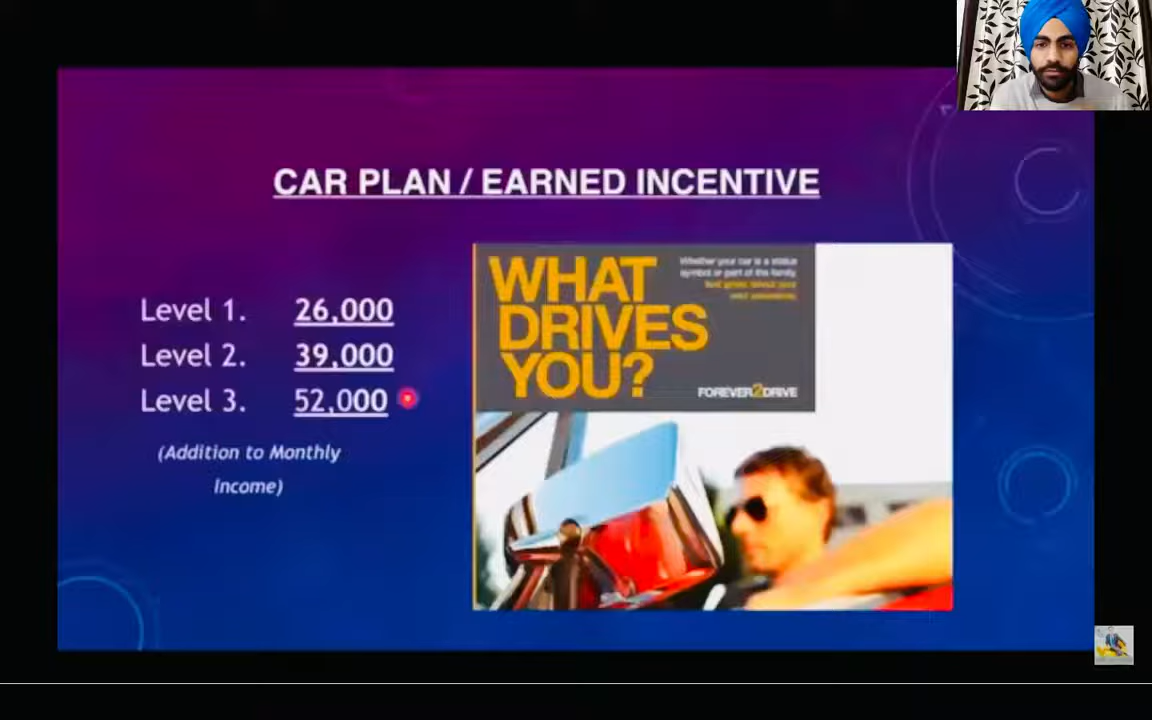 CAR PLAN / EARNED INCENTIVE
WHAT
DRIVES
YOU?
Whether your car is a status
symbol or part of the family
FOREVER2DRIVE
Level 1. 26,000
Level 2. 39,000
Level 3. 52,000
(Addition to Monthly
Income)